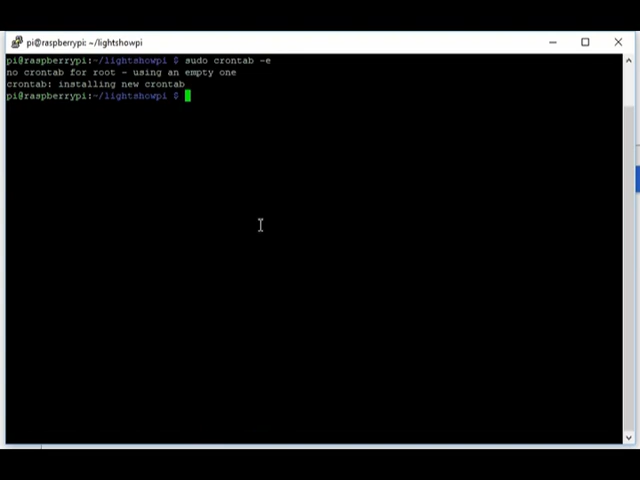 pi@raspberrypi: ~/lightshowpi
pi@raspberrypi:~/lightshowpi $ sudo crontab -e
no crontab for root - using an empty one
crontab: installing new crontab
pi@raspberrypi:~/lightshowpi $